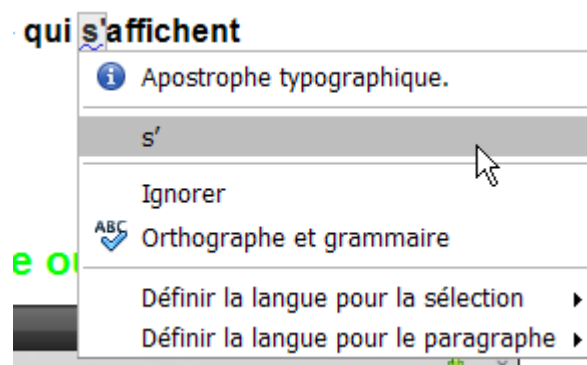 qui s'affichent
Apostrophe typographique.
s’
Ignorer
ABC Orthographe et grammaire
e o
Définir la langue pour la sélection
Définir la langue pour le paragraphe